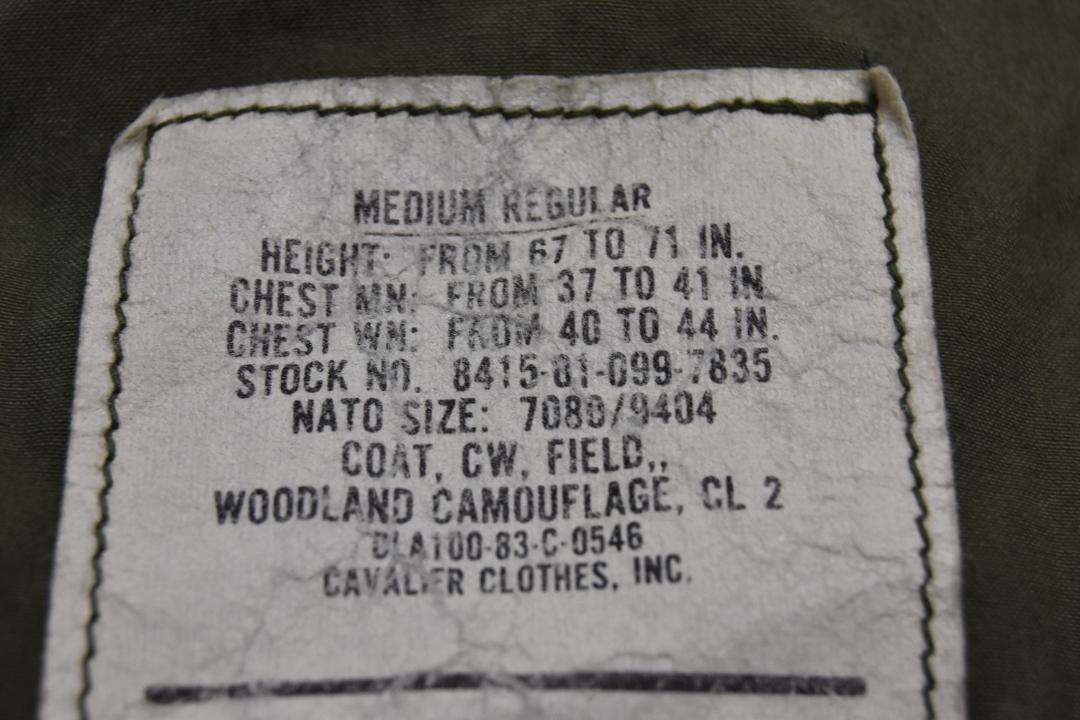 MEDIUM REGULAR
HEIGHT: FROM 67 TO 71 IN.
CHEST MN: FROM 37 TO 41 IN.
CHEST WN: FROM 40 TO 44 IN.
STOCK NO. 8415-01-099-7835
NATO SIZE: 7080/9404
COAT, CW, FIELD,,
WOODLAND CAMOUFLAGE, CL 2
DLA100-83-C-0546
CAVALIER CLOTHES, INC.